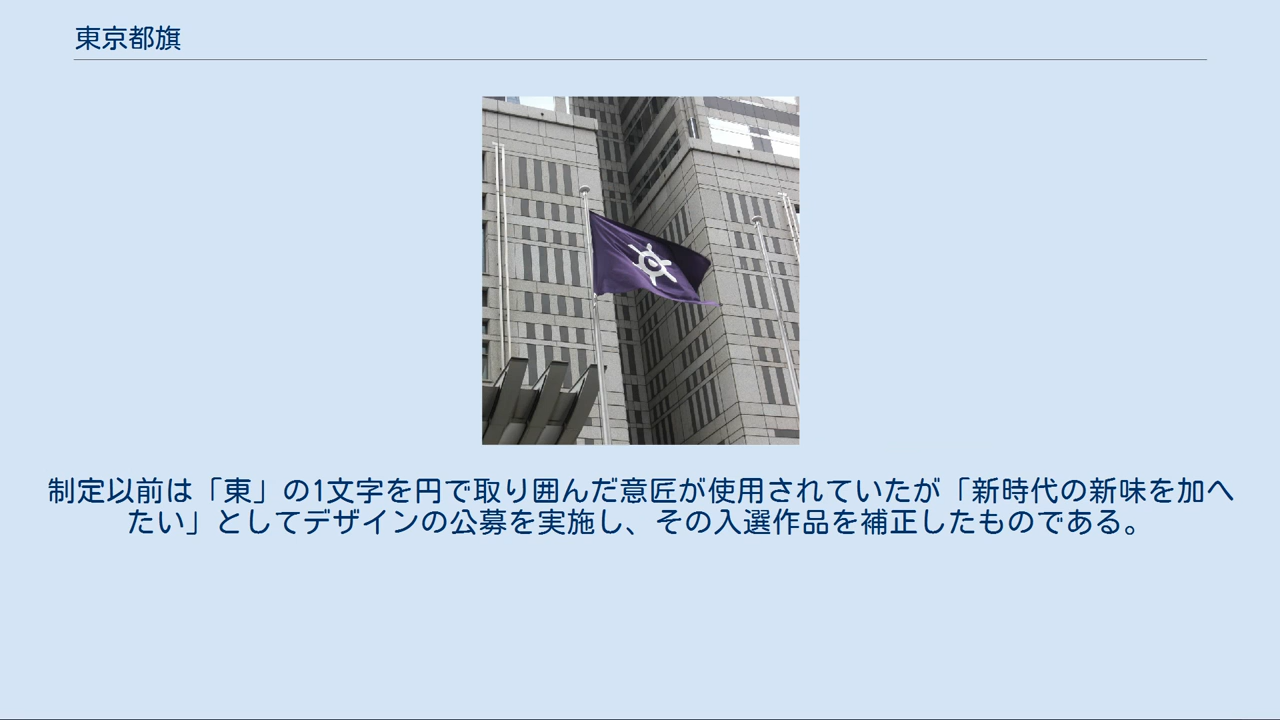 東京都旗
制定以前は「東」の1文字を円で取り囲んだ意匠が使用されていたが「新時代の新味を加へ
たい」としてデザインの公募を実施し、その入選作品を補正したものである。